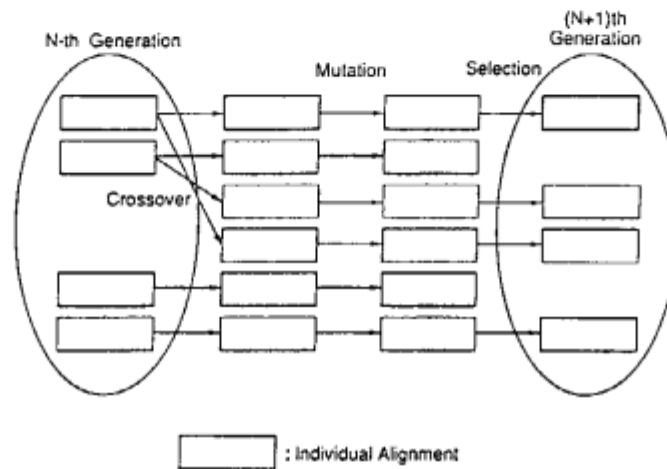 N-th Generation
(N+1)th
Generation
Mutation
Selection
Crossover
: Individual Alignment